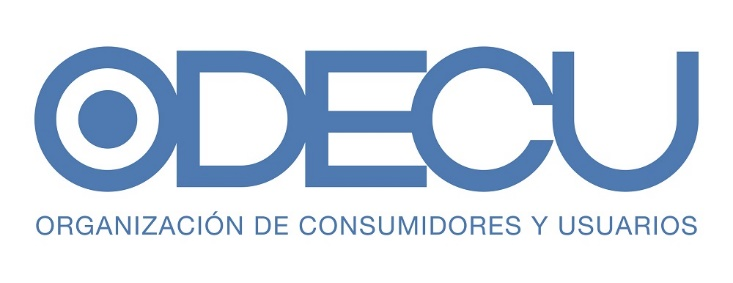 ODECU
ORGANIZACIÓN DE CONSUMIDORES Y USUARIOS